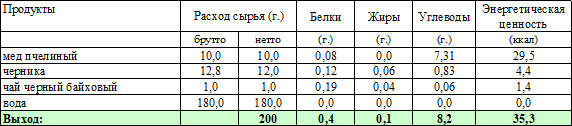 Продукты Расход сырья (г.) Белки Жиры Углеводы Энергетическая ценность
брутто нетто (г.) (г.) (г.) (ккал)
мед пчелиный 10,0 10,0 0,08 0,0 7,31 29,5
черника 12,8 12,0 0,12 0,06 0,83 4,4
чай черный байховый 1,0 1,0 0,19 0,04 0,06 1,4
вода 180,0 180,0 0,0 0,0 0,0 0,0
Выход: 200 0,4 0,1 8,2 35,3